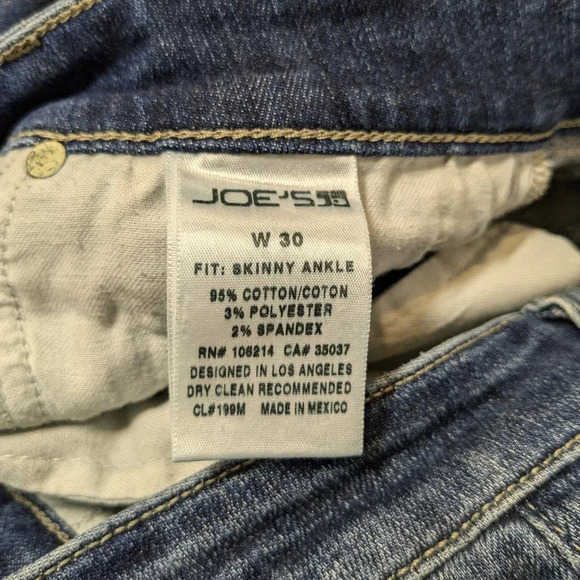 JOE'S
W 30
FIT: SKINNY ANKLE
95% COTTON/COTON
3% POLYESTER
2% SPANDEX
RN# 106214 CA# 35037
DESIGNED IN LOS ANGELES
DRY CLEAN RECOMMENDED
CL#199M MADE IN MEXICO